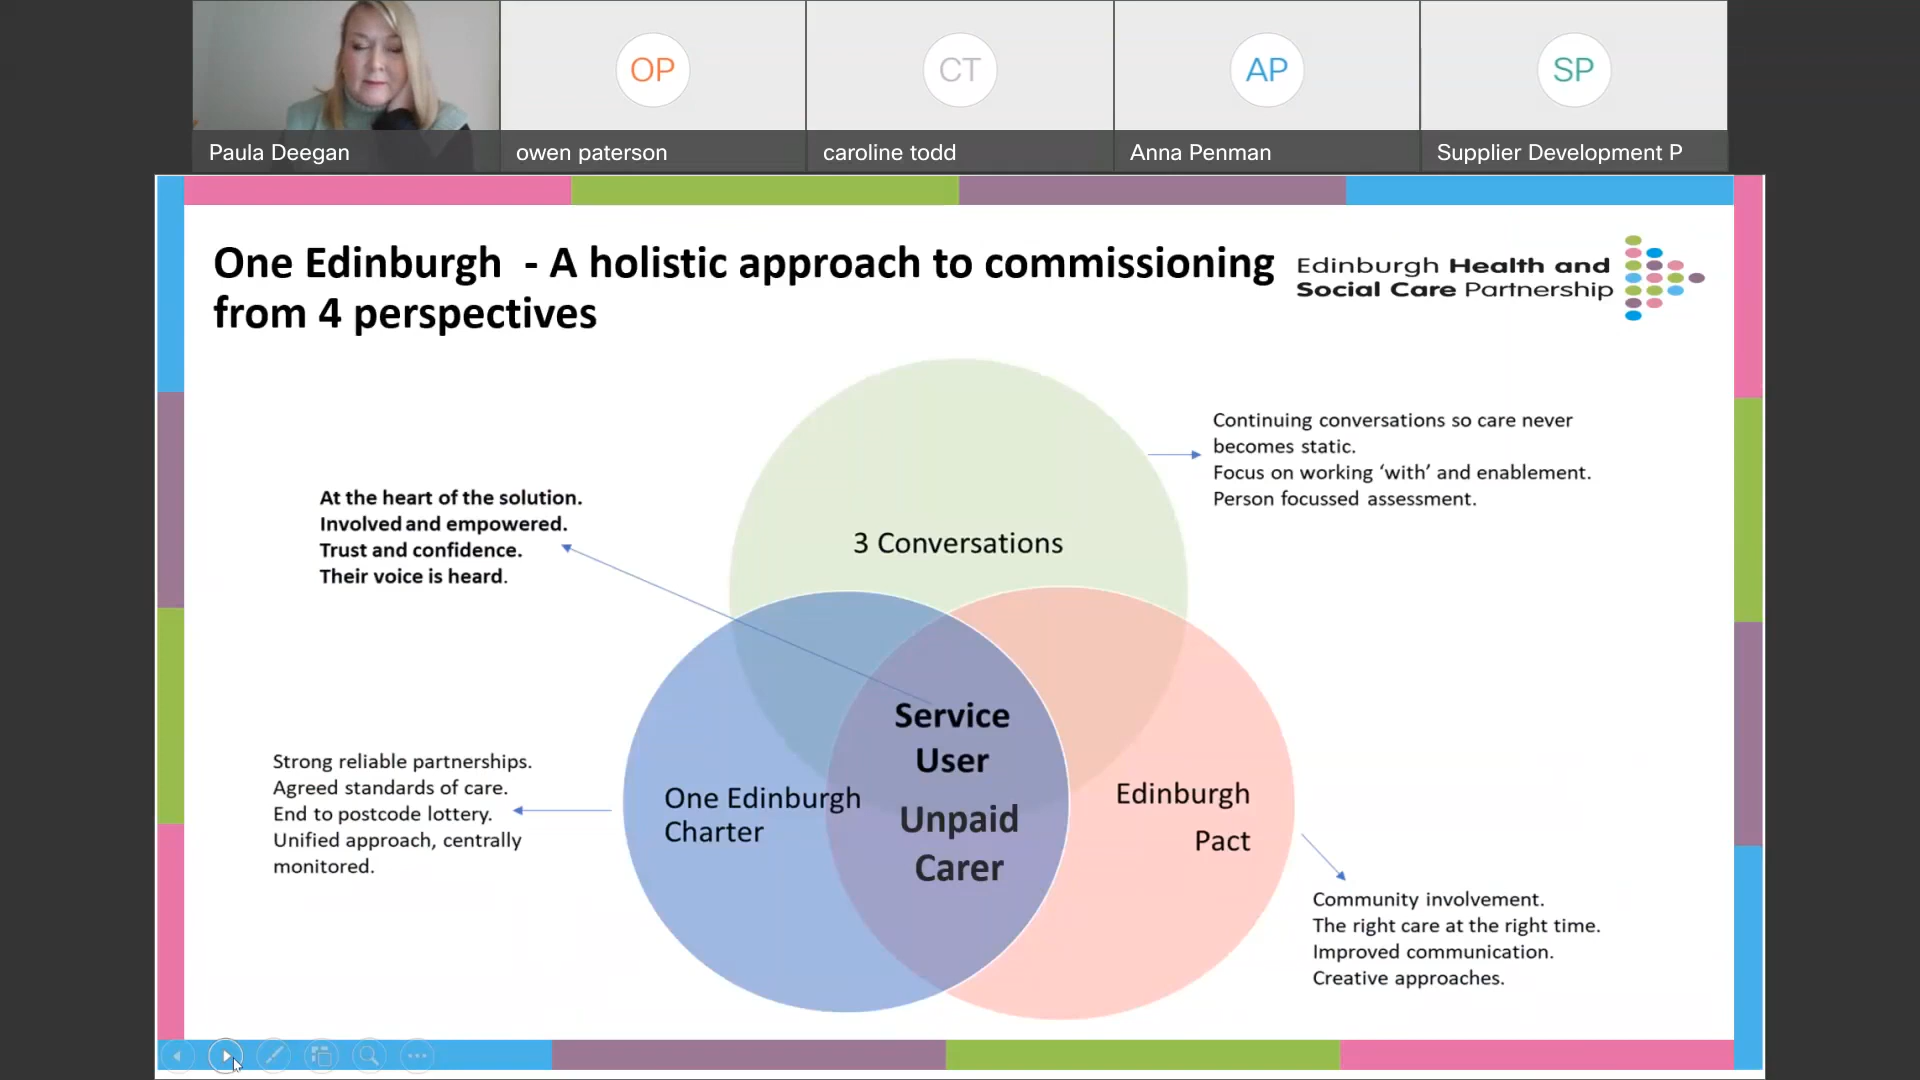 OP
CT
AP
SP
Paula Deegan
owen paterson
caroline todd
Anna Penman
Supplier Development P
One Edinburgh - A holistic approach to commissioning
from 4 perspectives
Edinburgh Health and
Social Care Partnership
Continuing conversations so care never
becomes static.
Focus on working ‘with’ and enablement.
Person focussed assessment.
At the heart of the solution.
Involved and empowered.
Trust and confidence.
Their voice is heard.
3 Conversations
Service
User
Unpaid
Carer
One Edinburgh
Charter
Edinburgh
Pact
Strong reliable partnerships.
Agreed standards of care.
End to postcode lottery.
Unified approach, centrally
monitored.
Community involvement.
The right care at the right time.
Improved communication.
Creative approaches.